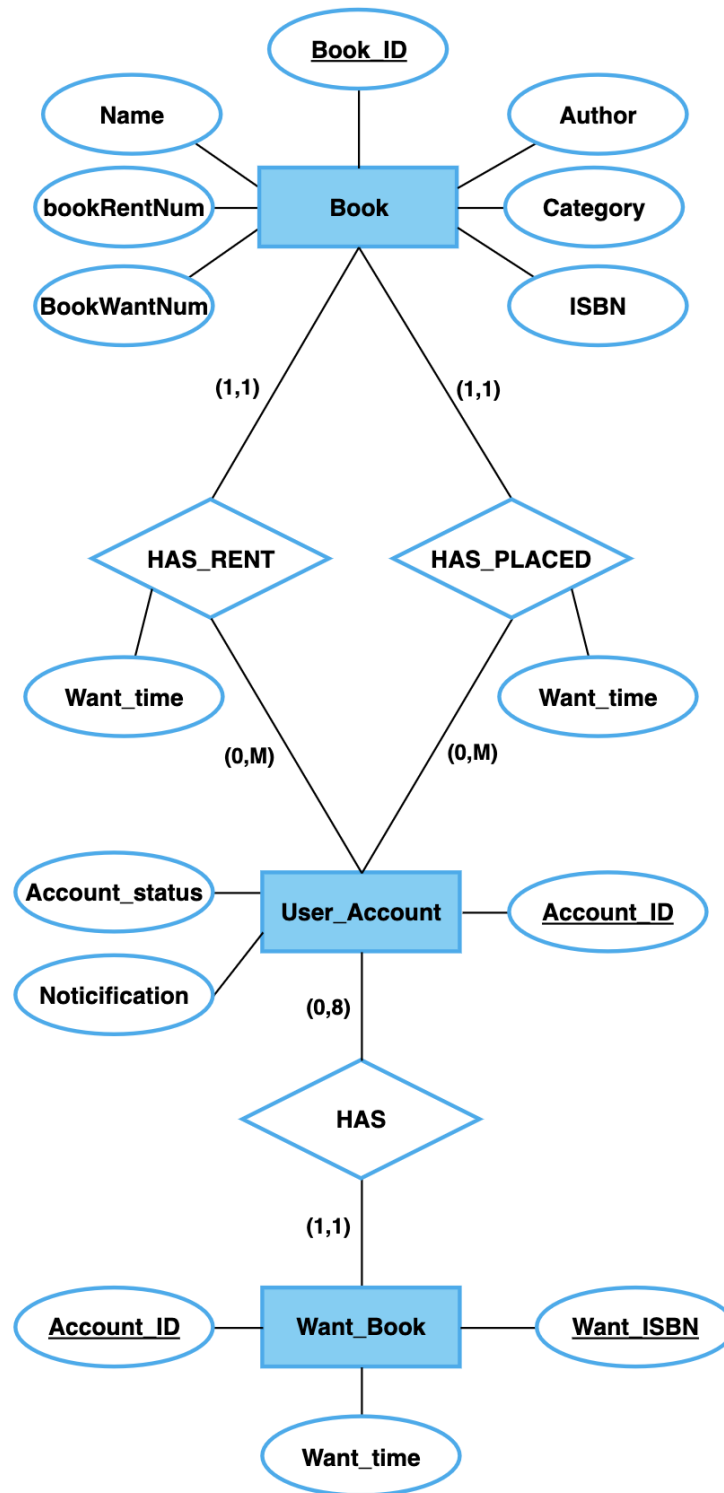 Book_ID
Name
Author
bookRentNum
Book
Category
BookWantNum
ISBN
(1,1)
(1,1)
HAS_RENT
HAS_PLACED
Want_time
Want_time
(0,M)
(0,M)
Account_status
User_Account
Account_ID
Noticification
(0,8)
HAS
(1,1)
Account_ID
Want_Book
Want_ISBN
Want_time